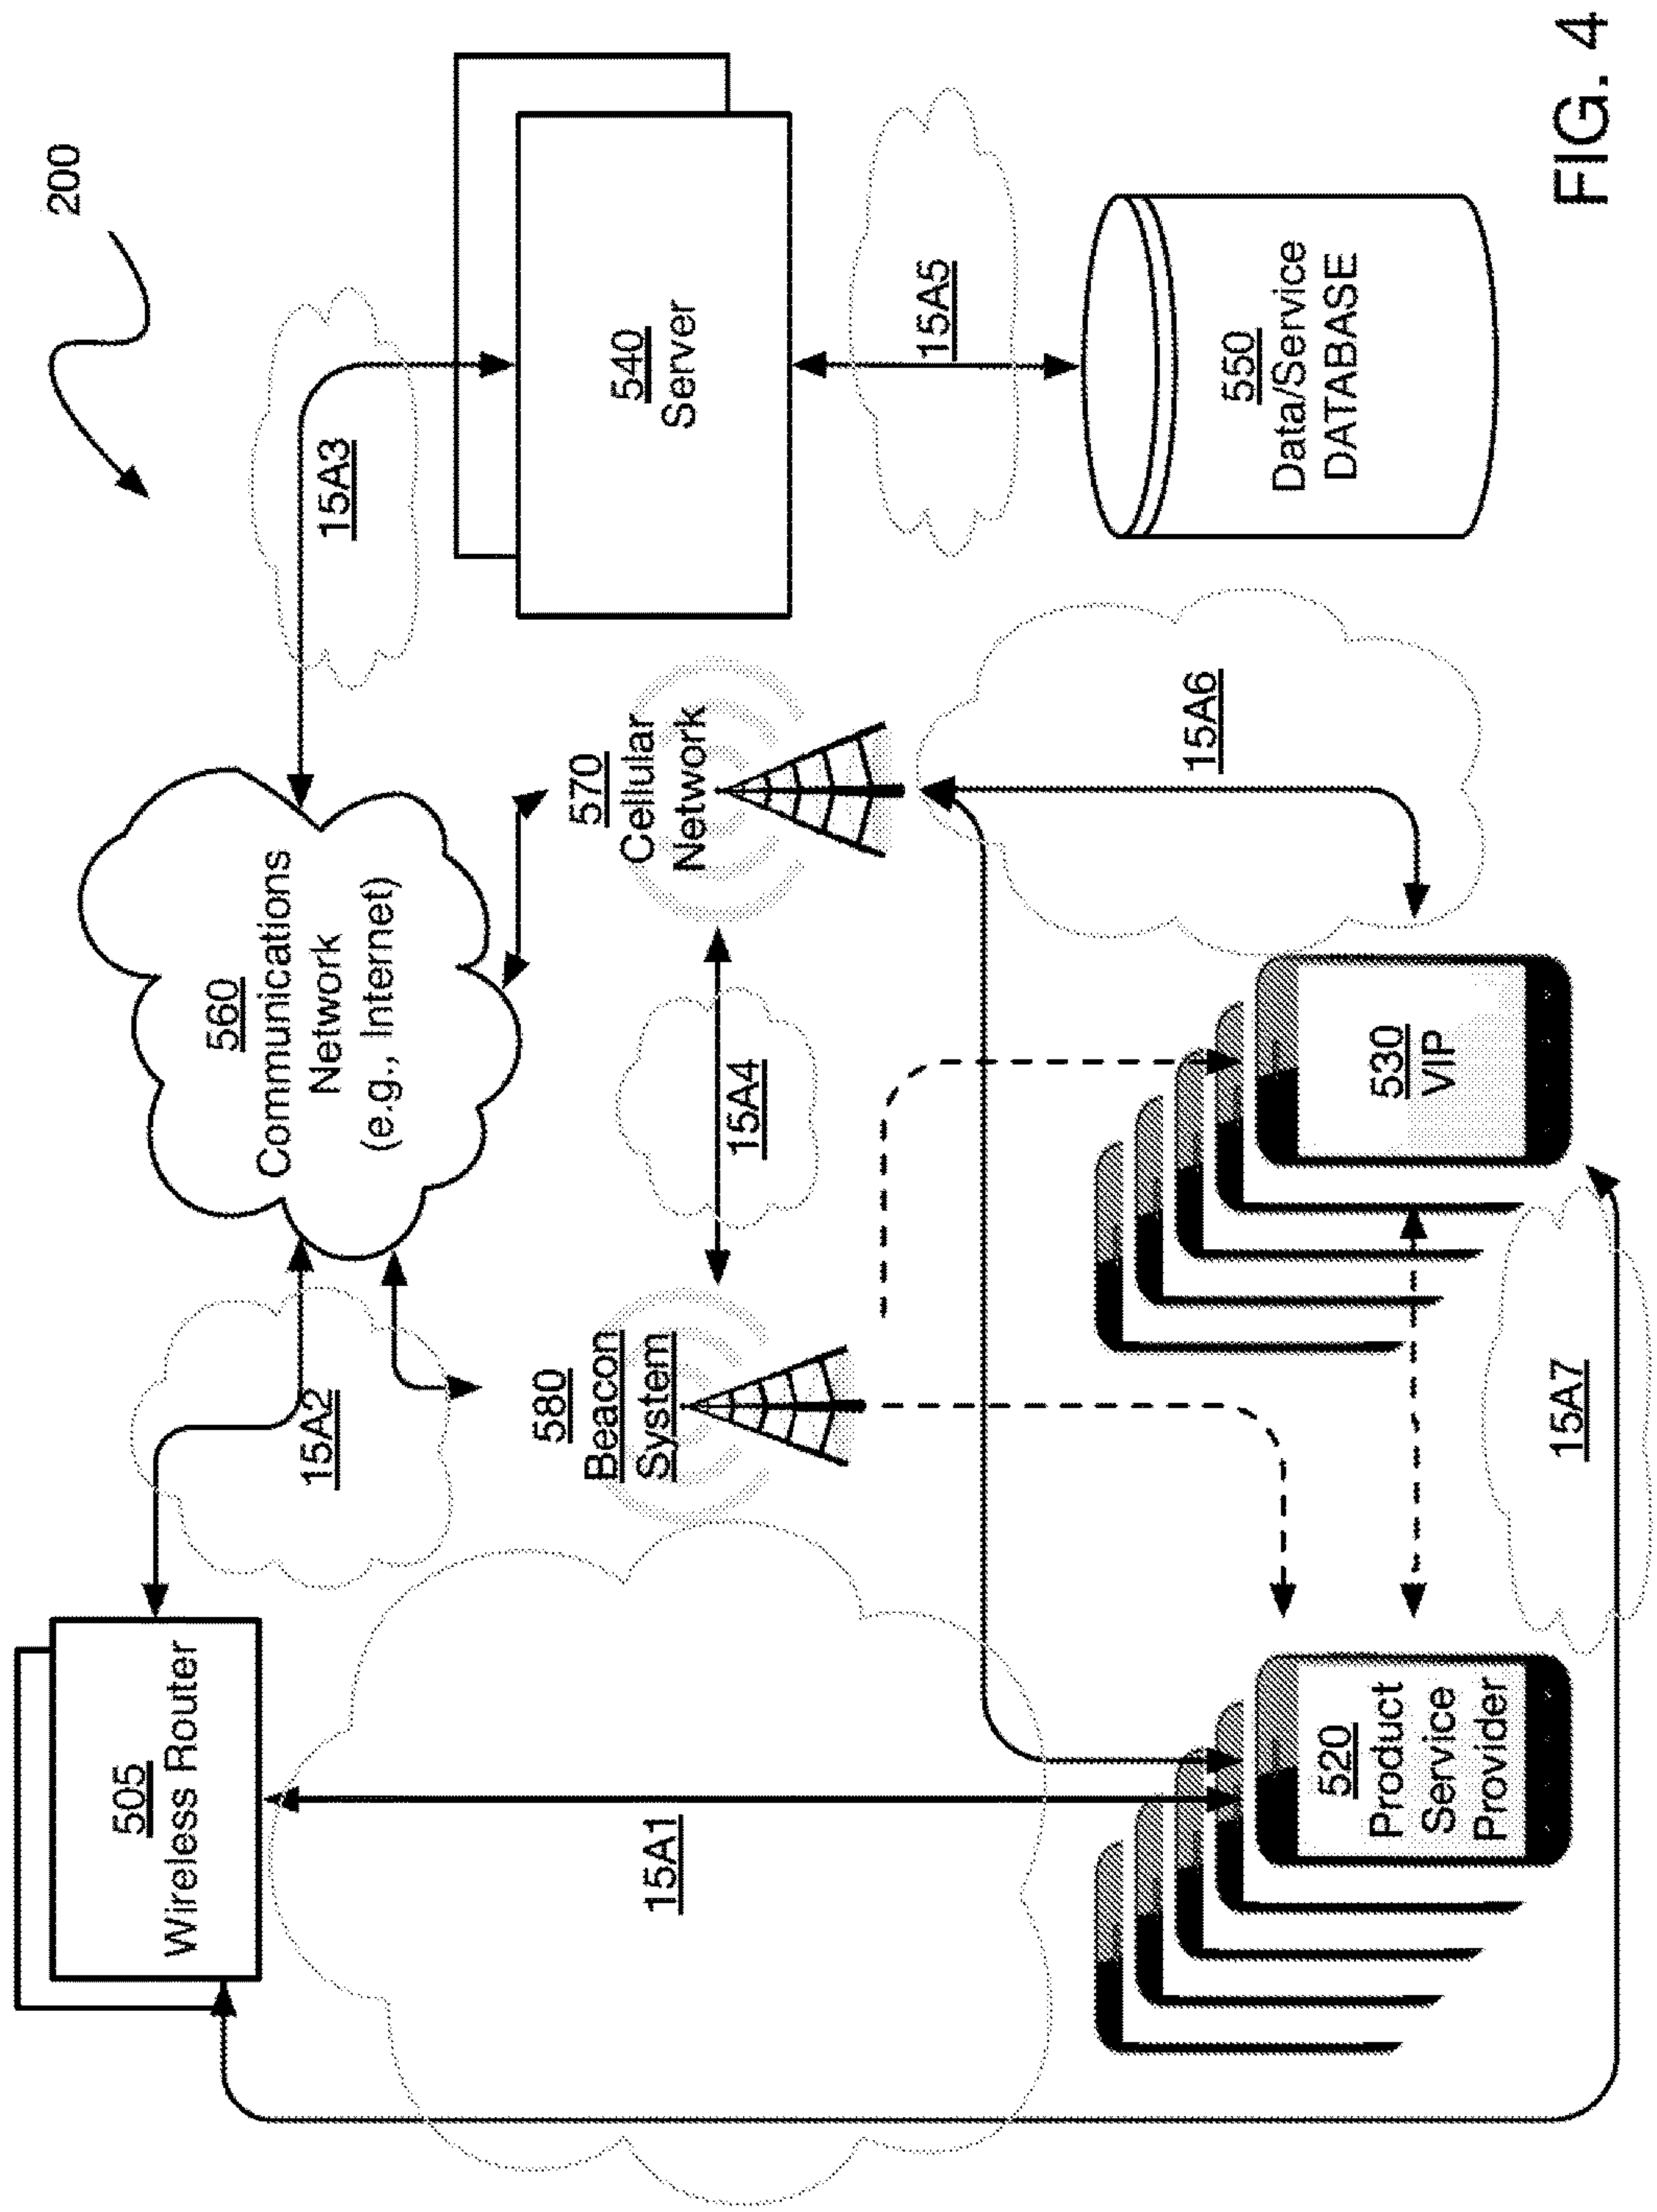 200
505
Wireless Router
15A2
560
Communications
Network
(e.g., Internet)
15A3
540
Server
580
Beacon
System
15A4
570
Cellular
Network
15A1
15A5
15A6
550
Data/Service
DATABASE
520
Product
Service
Provider
530
VIP
15A7
FIG. 4